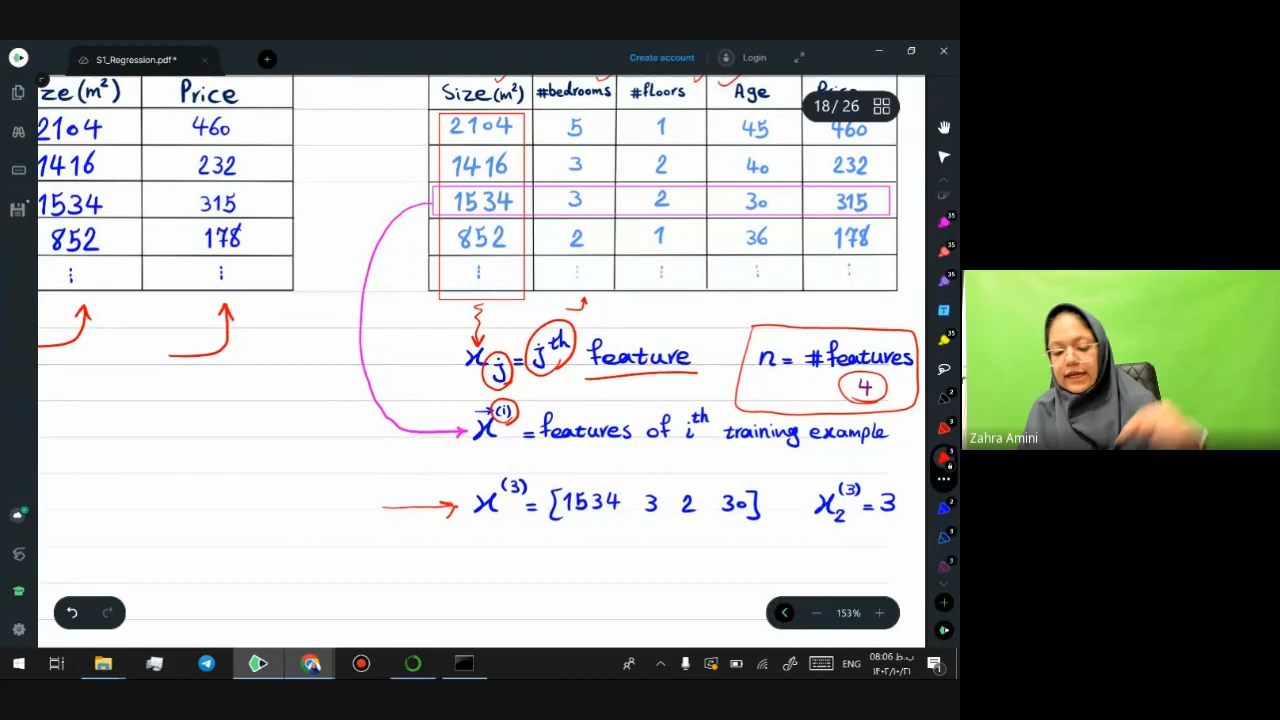 S1_Regression.pdf*
Create account
Login
ze(m²) Price
2104 460
1416 232
1534 315
852 178
⋮ ⋮
Size(m²) #bedrooms #floors Age
18/26
2104 5 1 45 460
1416 3 2 40 232
1534 3 2 30 315
852 2 1 36 178
⋮ ⋮ ⋮ ⋮ ⋮
xj = jth feature
n = #features
4
x(i) = features of ith training example
x(3) = [1534 3 2 30] x2(3) = 3
153%
Zahra Amini
ENG
08:06 ب.ظ
۱۴۰۲/۱۰/۲۱